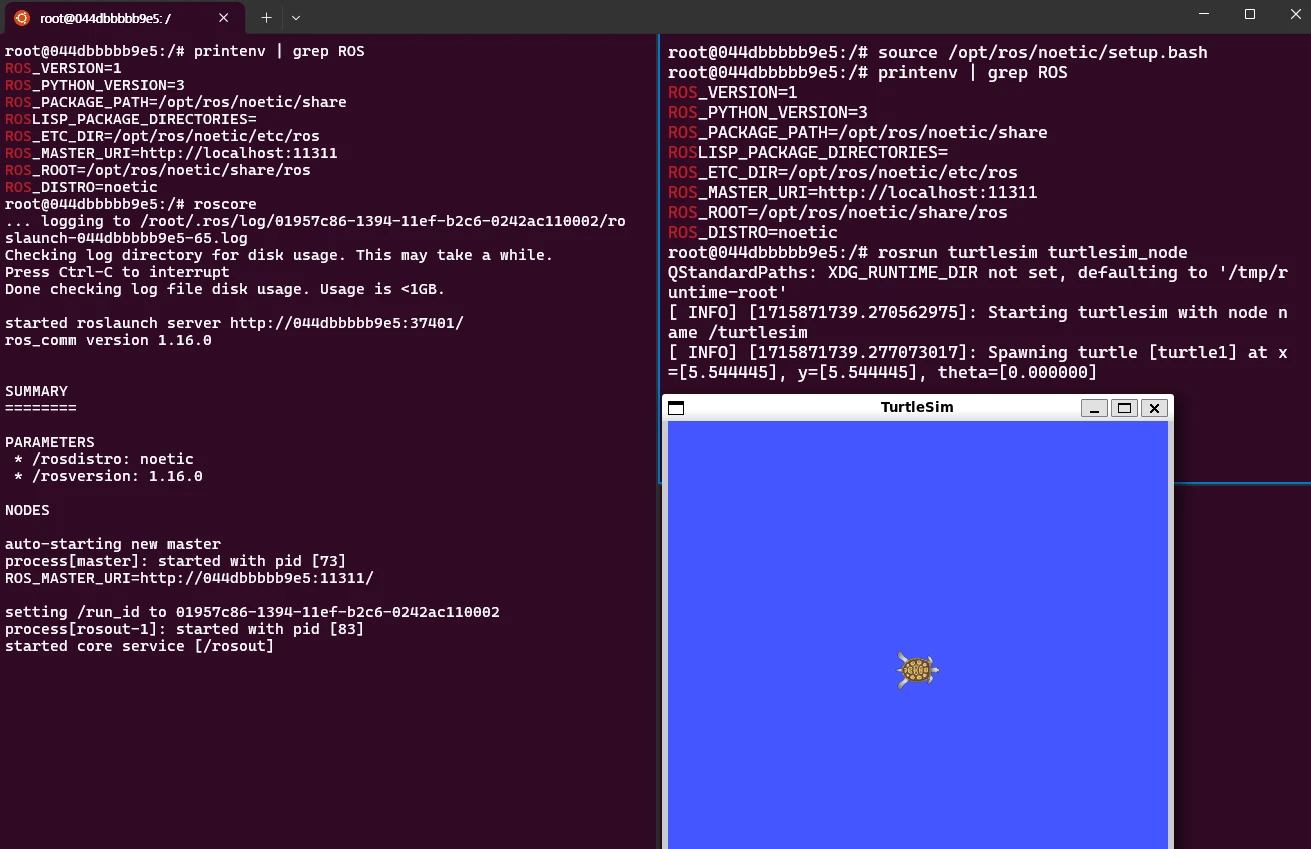 root@044dbbbbb9e5: /
root@044dbbbbb9e5:/# printenv | grep ROS
ROS_VERSION=1
ROS_PYTHON_VERSION=3
ROS_PACKAGE_PATH=/opt/ros/noetic/share
ROSLISP_PACKAGE_DIRECTORIES=
ROS_ETC_DIR=/opt/ros/noetic/etc/ros
ROS_MASTER_URI=http://localhost:11311
ROS_ROOT=/opt/ros/noetic/share/ros
ROS_DISTRO=noetic
root@044dbbbbb9e5:/# roscore
... logging to /root/.ros/log/01957c86-1394-11ef-b2c6-0242ac110002/ro
slaunch-044dbbbbb9e5-65.log
Checking log directory for disk usage. This may take a while.
Press Ctrl-C to interrupt
Done checking log file disk usage. Usage is <1GB.
started roslaunch server http://044dbbbbb9e5:37401/
ros_comm version 1.16.0
SUMMARY
========
PARAMETERS
* /rosdistro: noetic
* /rosversion: 1.16.0
NODES
auto-starting new master
process[master]: started with pid [73]
ROS_MASTER_URI=http://044dbbbbb9e5:11311/
setting /run_id to 01957c86-1394-11ef-b2c6-0242ac110002
process[rosout-1]: started with pid [83]
started core service [/rosout]
root@044dbbbbb9e5:/# source /opt/ros/noetic/setup.bash
root@044dbbbbb9e5:/# printenv | grep ROS
ROS_VERSION=1
ROS_PYTHON_VERSION=3
ROS_PACKAGE_PATH=/opt/ros/noetic/share
ROSLISP_PACKAGE_DIRECTORIES=
ROS_ETC_DIR=/opt/ros/noetic/etc/ros
ROS_MASTER_URI=http://localhost:11311
ROS_ROOT=/opt/ros/noetic/share/ros
ROS_DISTRO=noetic
root@044dbbbbb9e5:/# rosrun turtlesim turtlesim_node
QStandardPaths: XDG_RUNTIME_DIR not set, defaulting to '/tmp/r
untime-root'
[ INFO] [1715871739.270562975]: Starting turtlesim with node n
ame /turtlesim
[ INFO] [1715871739.277073017]: Spawning turtle [turtle1] at x
=[5.544445], y=[5.544445], theta=[0.000000]
TurtleSim